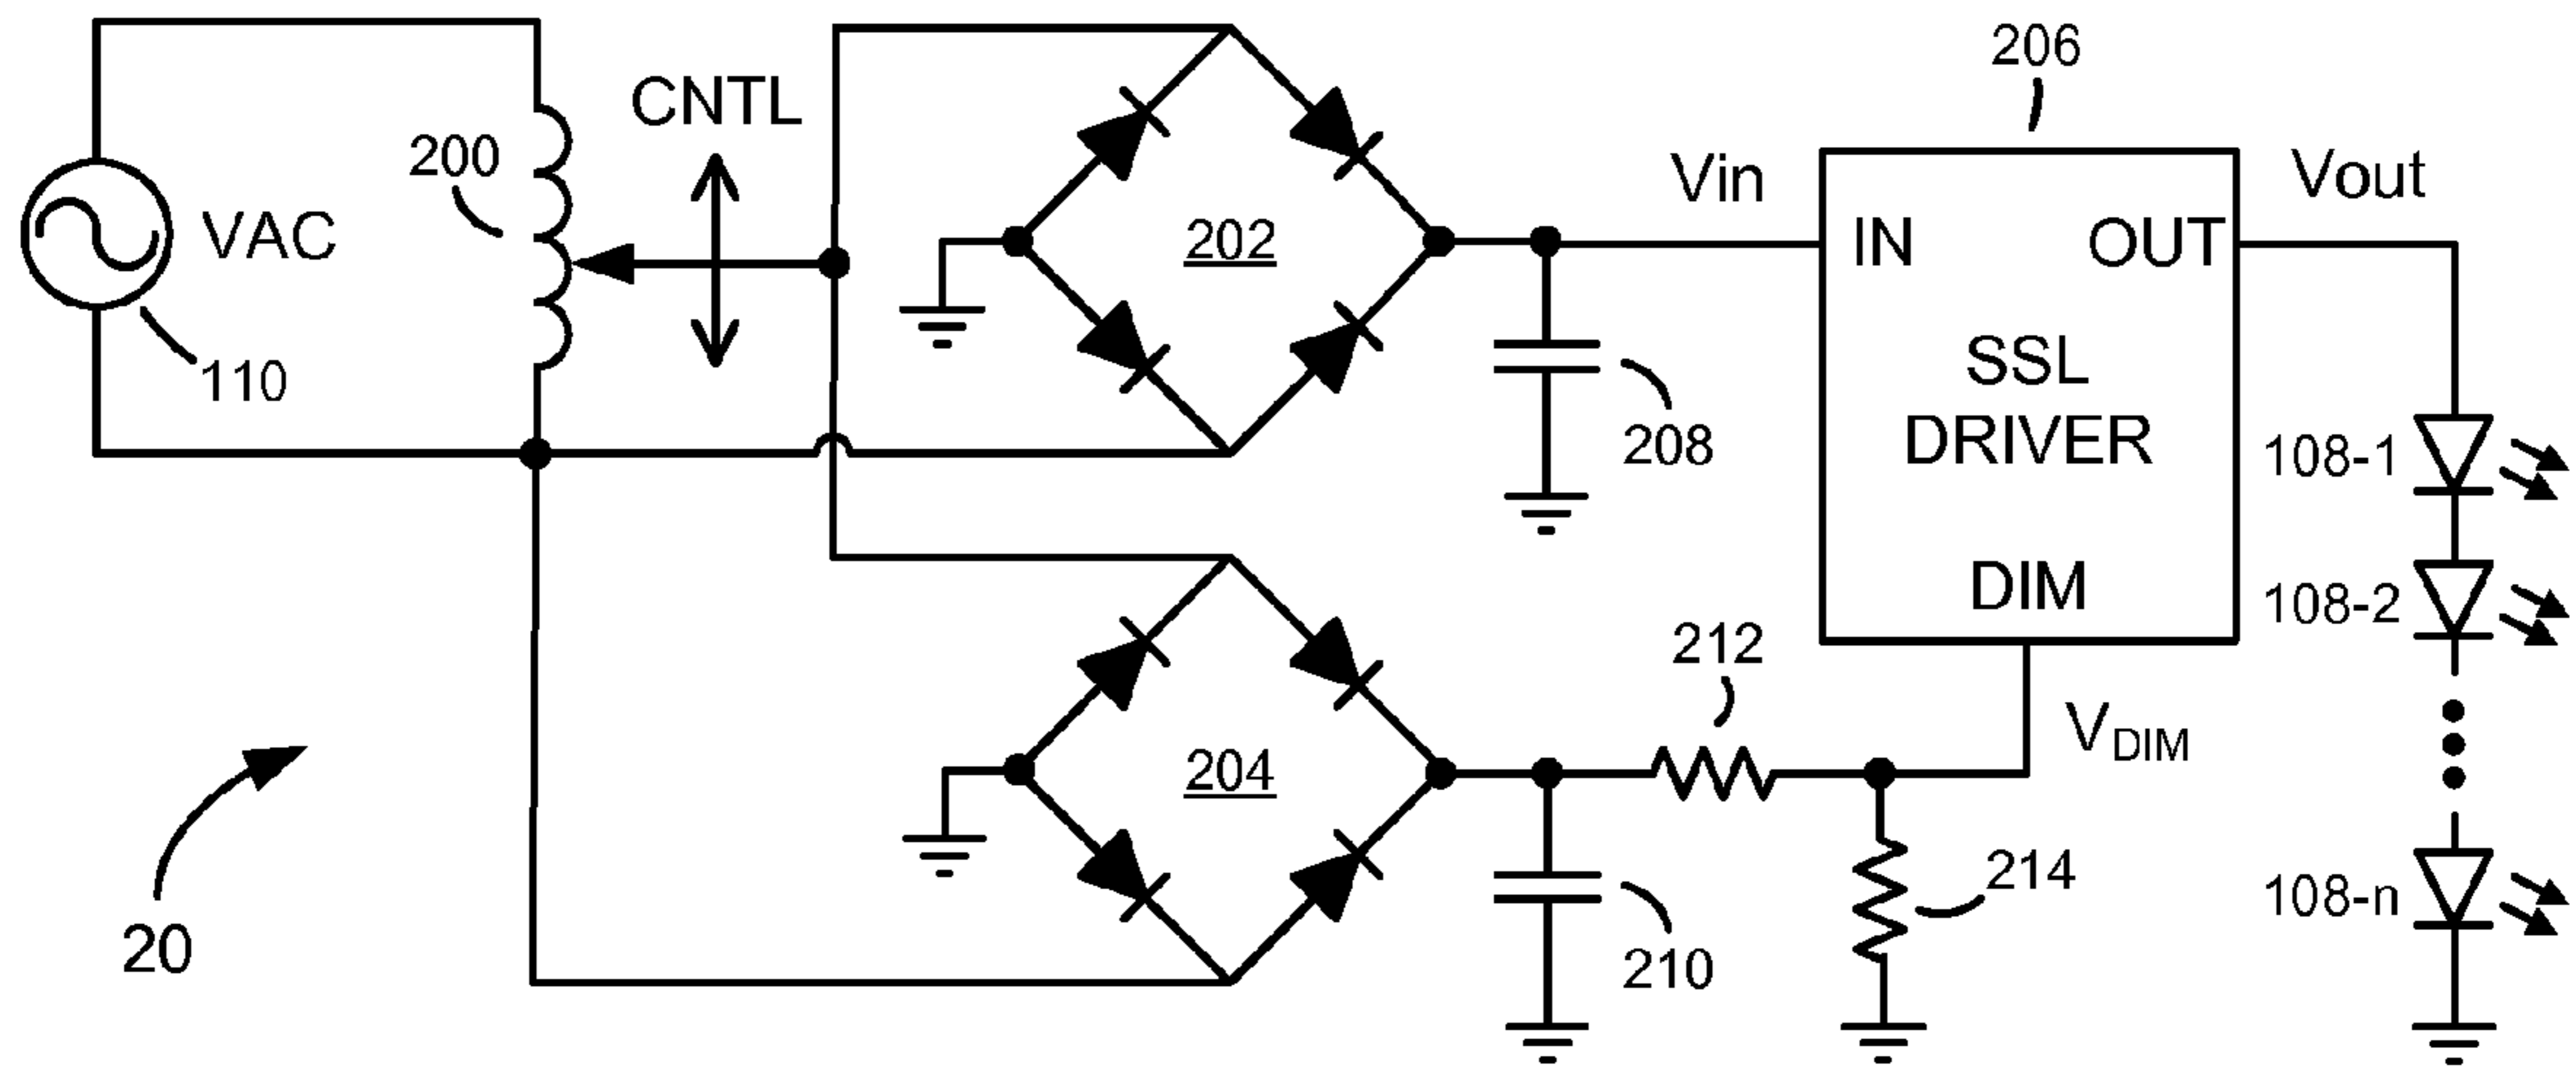 206
CNTL
200
Vin
Vout
VAC
202
IN
OUT
110
SSL
DRIVER
208
108-1
DIM
108-2
212
V_DIM
204
20
210
214
108-n